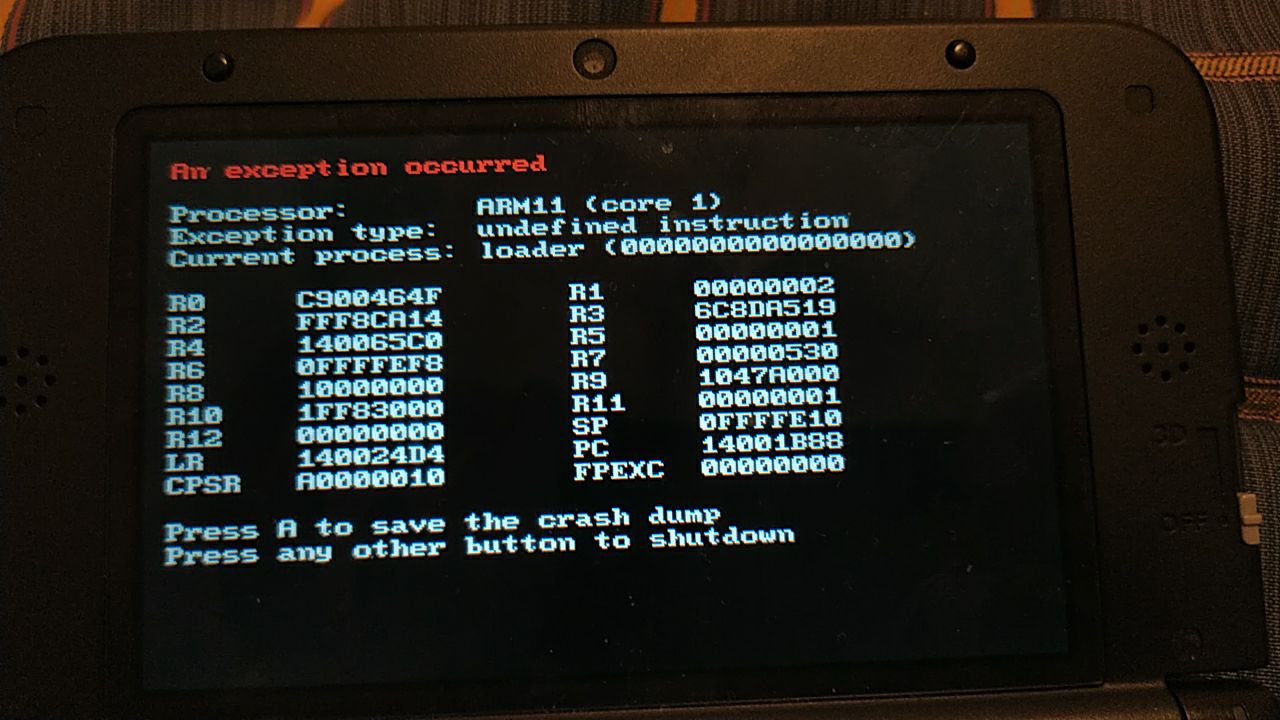 An exception occurred
Processor: ARM11 (core 1)
Exception type: undefined instruction
Current process: loader (0000000000000000)
R0 C900464F R1 00000002
R2 FFF8CA14 R3 6C8DA519
R4 140065C0 R5 00000001
R6 0FFFFEF8 R7 00000530
R8 10000000 R9 1047A000
R10 1FF83000 R11 00000001
R12 00000000 SP 0FFFFE10
LR 140024D4 PC 14001B88
CPSR A0000010 FPEXC 00000000
Press A to save the crash dump
Press any other button to shutdown
3D
OFF